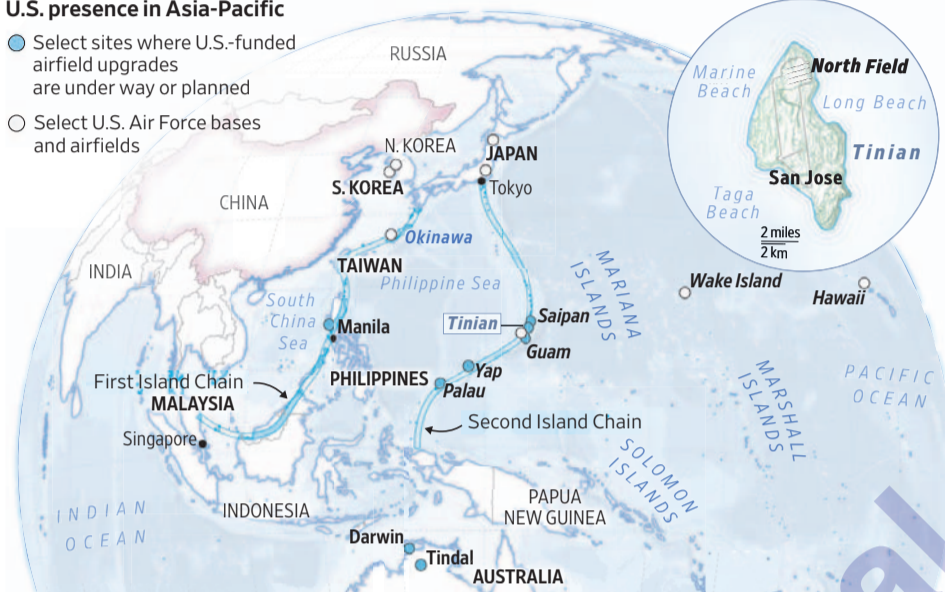 U.S. presence in Asia-Pacific
Select sites where U.S.-funded
airfield upgrades
are under way or planned
Select U.S. Air Force bases
and airfields
RUSSIA
Marine
Beach
North Field
Long Beach
Tinian
San Jose
Taga
Beach
2 miles
2 km
N. KOREA
JAPAN
S. KOREA
Tokyo
CHINA
Okinawa
TAIWAN
INDIA
Philippine Sea
MARIANA
ISLANDS
Wake Island
Hawaii
South
China
Sea
Manila
Tinian
Saipan
Guam
Yap
PHILIPPINES
Palau
First Island Chain
MALAYSIA
MARSHALL
ISLANDS
PACIFIC
OCEAN
Second Island Chain
Singapore
SOLOMON
ISLANDS
INDONESIA
PAPUA
NEW GUINEA
INDIAN
OCEAN
Darwin
Tindal
AUSTRALIA
al